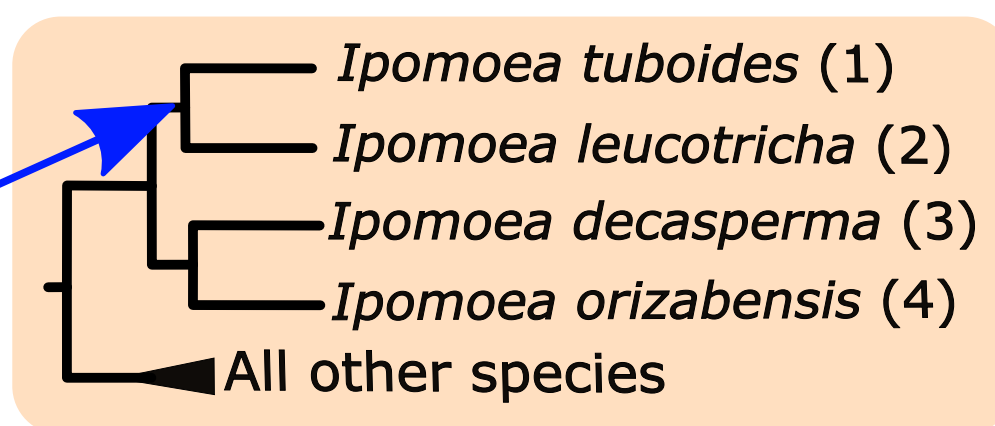 Ipomoea tuboides (1)
Ipomoea leucotricha (2)
Ipomoea decasperma (3)
Ipomoea orizabensis (4)
All other species